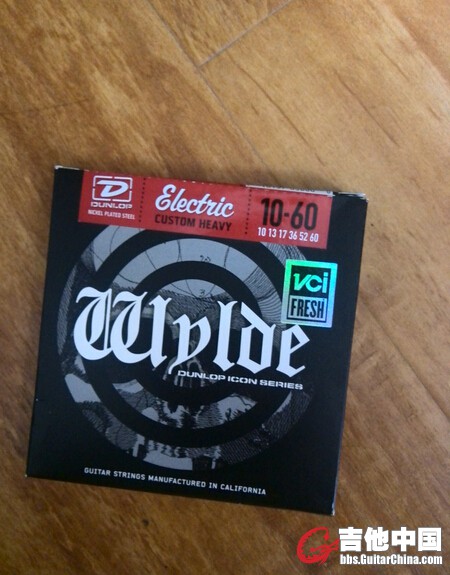 DUNLOP
NICKEL PLATED STEEL
Electric
CUSTOM HEAVY
10-60
10 13 17 36 52 60
vci
FRESH
Wylde
DUNLOP ICON SERIES
GUITAR STRINGS MANUFACTURED IN CALIFORNIA
吉他中国
bbs.GuitarChina.com